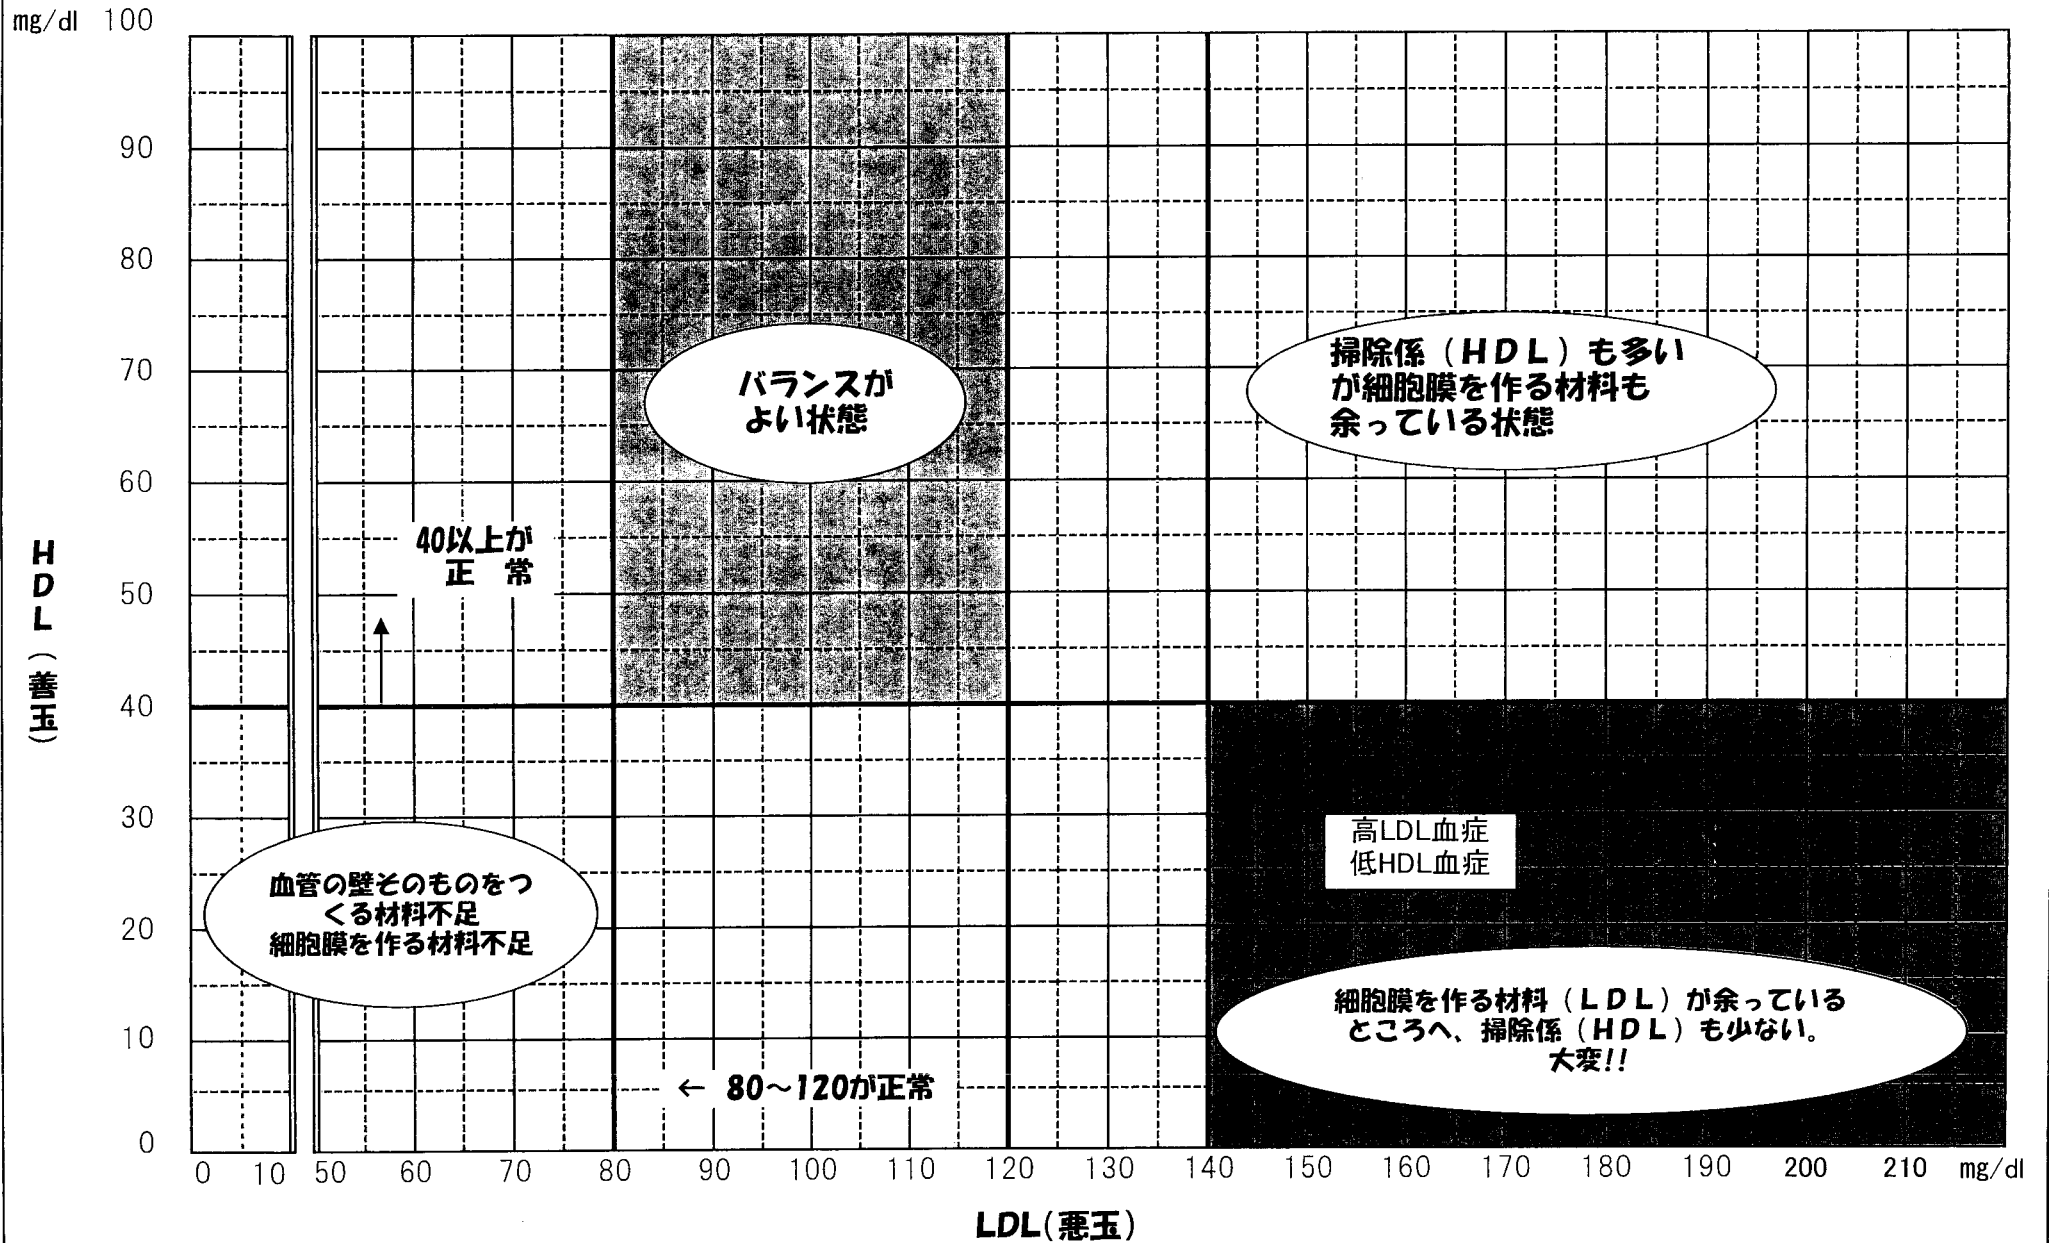 mg/dl 100
90
80
70
60
50
40
30
20
10
0
HDL（善玉）
バランスが
よい状態
掃除係（ＨＤＬ）も多い
が細胞膜を作る材料も
余っている状態
40以上が
正　常
高LDL血症
低HDL血症
血管の壁そのものをつ
くる材料不足
細胞膜を作る材料不足
細胞膜を作る材料（ＬＤＬ）が余っている
ところへ、掃除係（ＨＤＬ）も少ない。
大変!!
← 80～120が正常
0 10 50 60 70 80 90 100 110 120 130 140 150 160 170 180 190 200 210 mg/dl
LDL(悪玉)